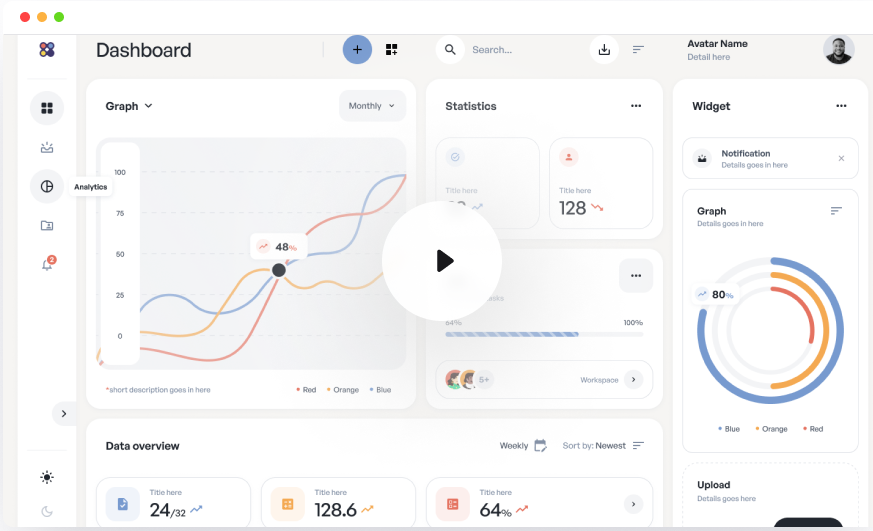 Dashboard
Search...
Avatar Name
Detail here
Analytics
2
Graph
Monthly
100
75
50
25
0
48%
*short description goes in here
Red
Orange
Blue
Statistics
Title here
Title here
128
64%
100%
5+
Workspace
Widget
Notification
Details goes in here
Graph
Details goes in here
80%
Blue
Orange
Red
Upload
Details goes here
Data overview
Weekly
Sort by: Newest
Title here
24/32
Title here
128.6
Title here
64%